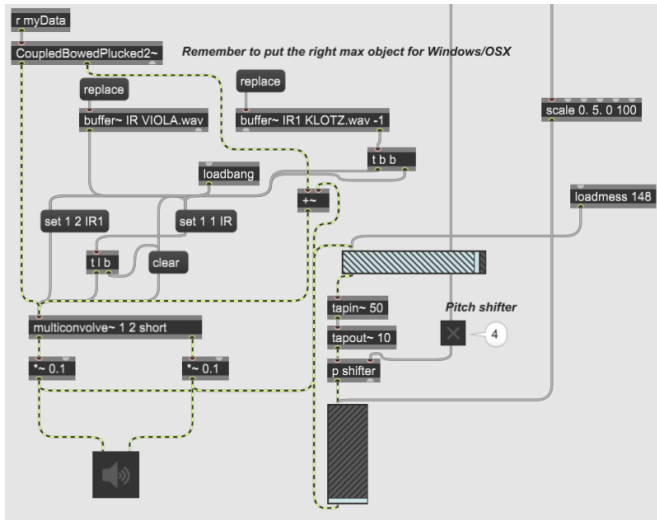 r myData
CoupledBowedPlucked2~
Remember to put the right max object for Windows/OSX
replace
replace
buffer~ IR VIOLA.wav
buffer~ IR1 KLOTZ.wav -1
scale 0. 5. 0 100
t b b
loadbang
loadmess 148
+~
set 1 2 IR1
set 1 1 IR
t l b
clear
tapin~ 50
Pitch shifter
multiconvolve~ 1 2 short
tapout~ 10
4
*~ 0.1
*~ 0.1
p shifter